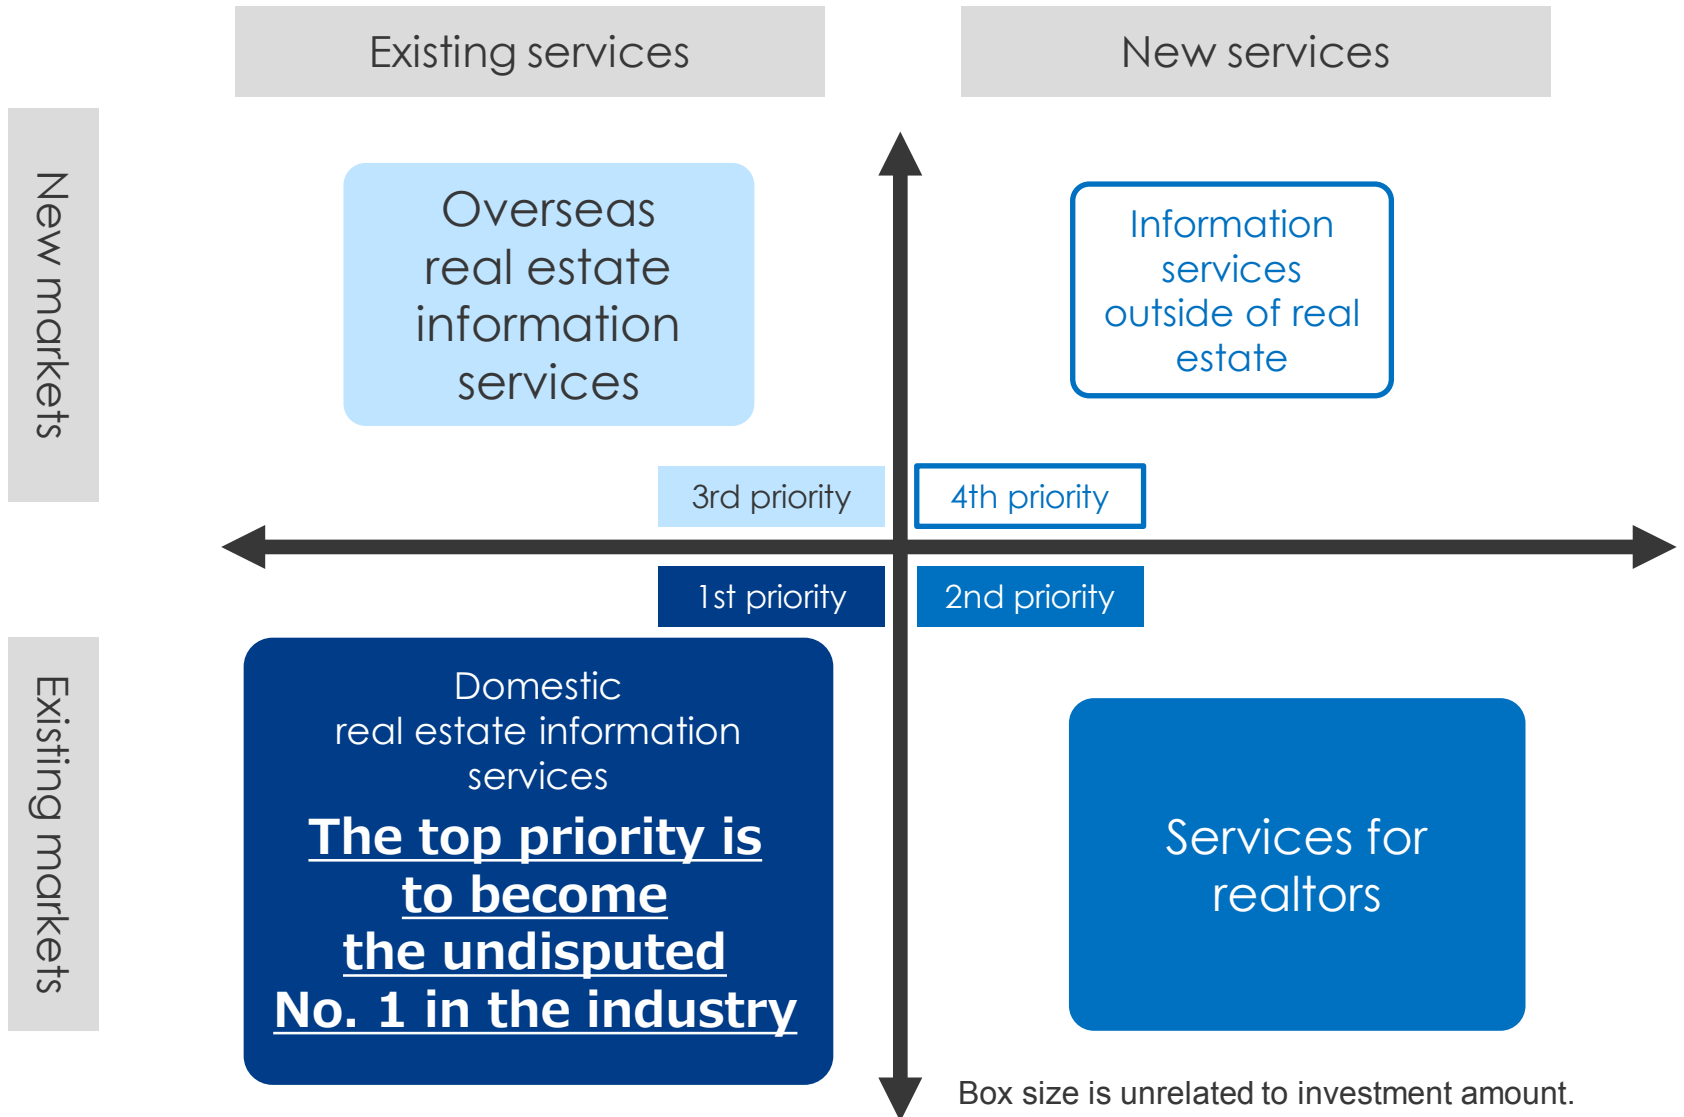 Existing services
New services
New markets
Overseas
real estate
information
services
Information
services
outside of real
estate
3rd priority
4th priority
1st priority
2nd priority
Existing markets
Domestic
real estate information
services
The top priority is
to become
the undisputed
No. 1 in the industry
Services for
realtors
Box size is unrelated to investment amount.